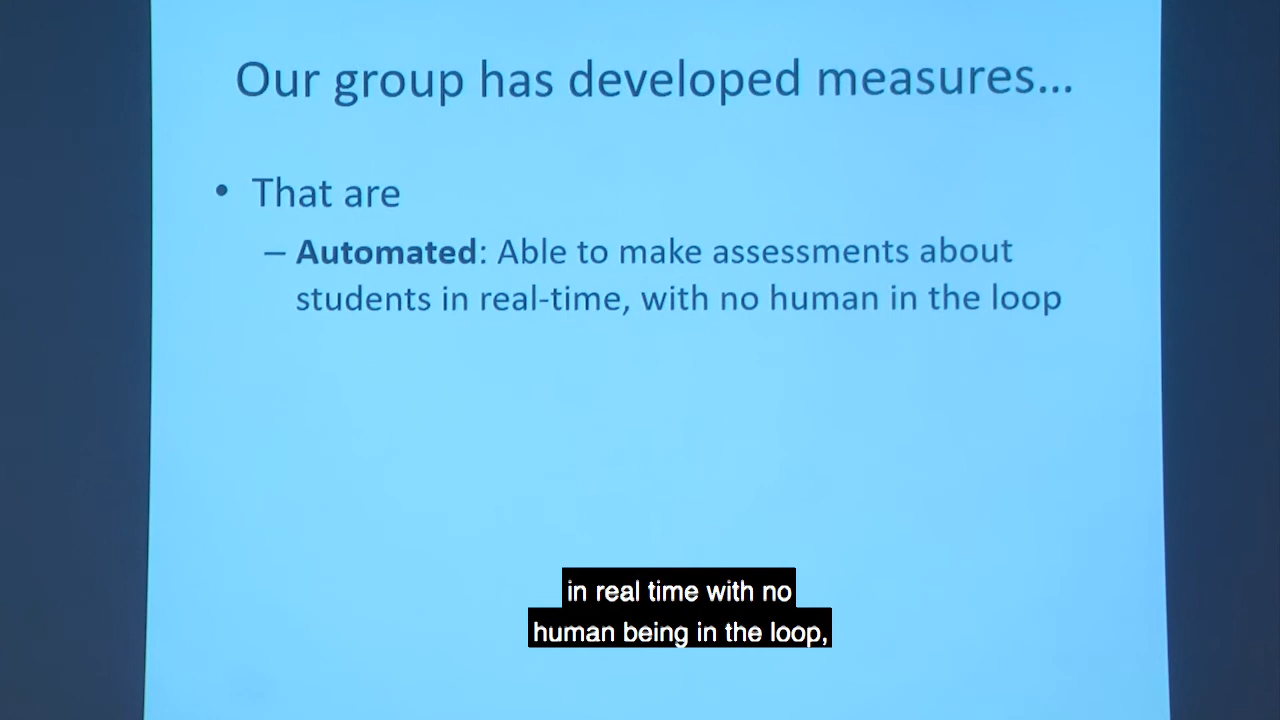 Our group has developed measures...
• That are
– Automated: Able to make assessments about
students in real-time, with no human in the loop
in real time with no
human being in the loop,